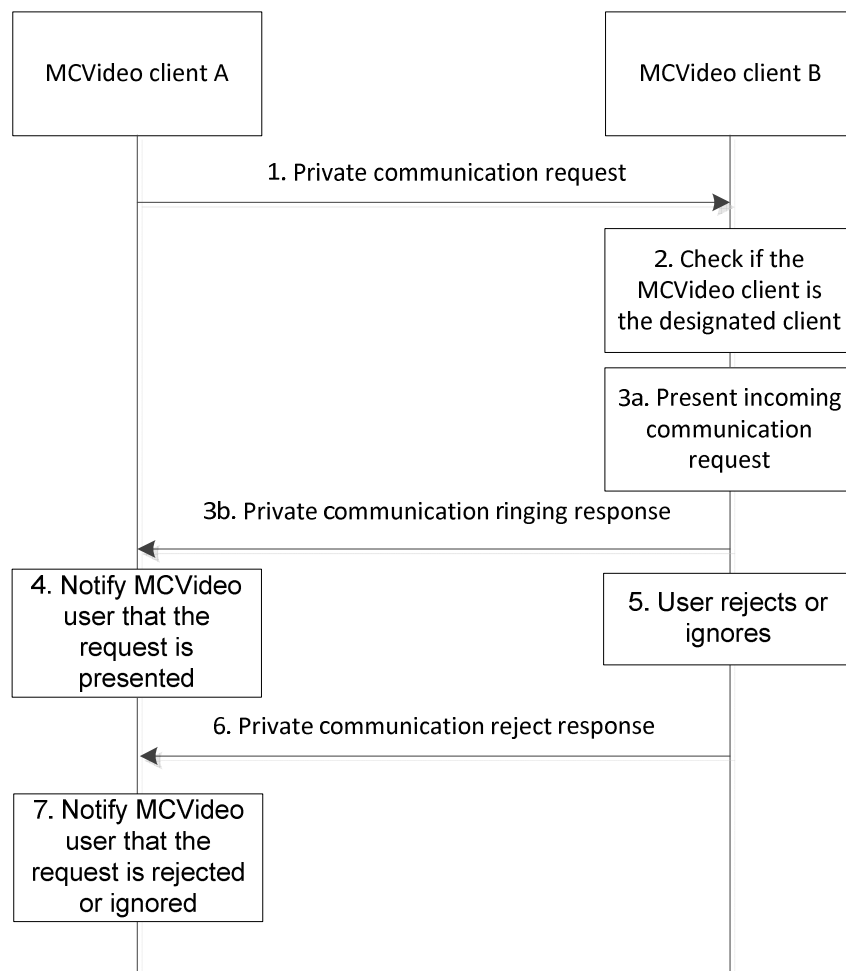 MCVideo client A
MCVideo client B
1. Private communication request
2. Check if the
MCVideo client is
the designated client
3a. Present incoming
communication
request
3b. Private communication ringing response
4. Notify MCVideo
user that the
request is
presented
5. User rejects or
ignores
6. Private communication reject response
7. Notify MCVideo
user that the
request is rejected
or ignored